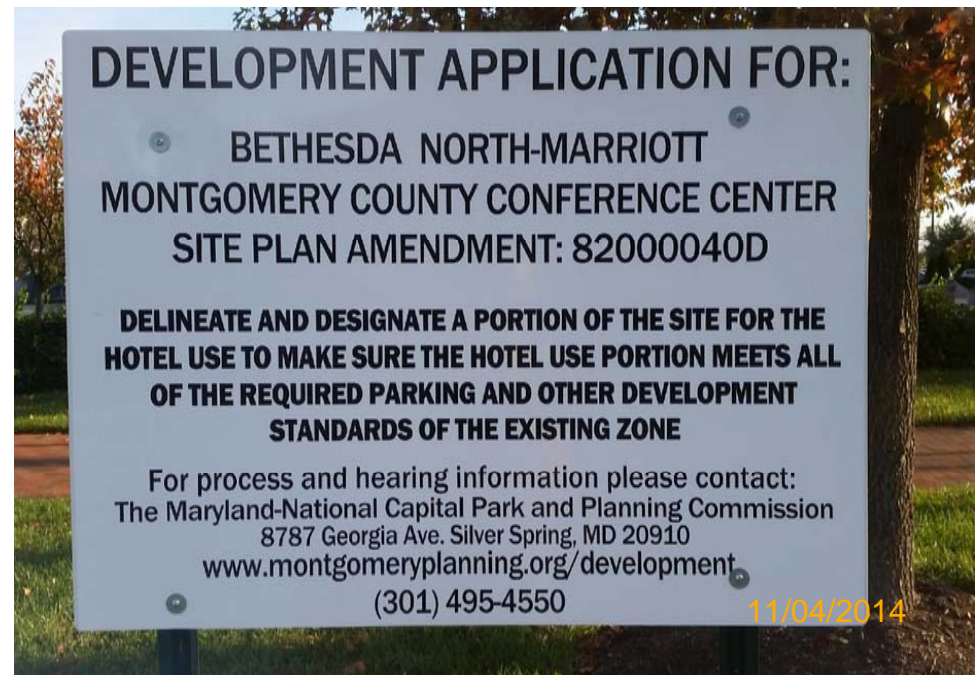 DEVELOPMENT APPLICATION FOR:
BETHESDA NORTH-MARRIOTT
MONTGOMERY COUNTY CONFERENCE CENTER
SITE PLAN AMENDMENT: 82000040D
DELINEATE AND DESIGNATE A PORTION OF THE SITE FOR THE
HOTEL USE TO MAKE SURE THE HOTEL USE PORTION MEETS ALL
OF THE REQUIRED PARKING AND OTHER DEVELOPMENT
STANDARDS OF THE EXISTING ZONE
For process and hearing information please contact:
The Maryland-National Capital Park and Planning Commission
8787 Georgia Ave. Silver Spring, MD 20910
www.montgomeryplanning.org/development
(301) 495-4550
11/04/2014